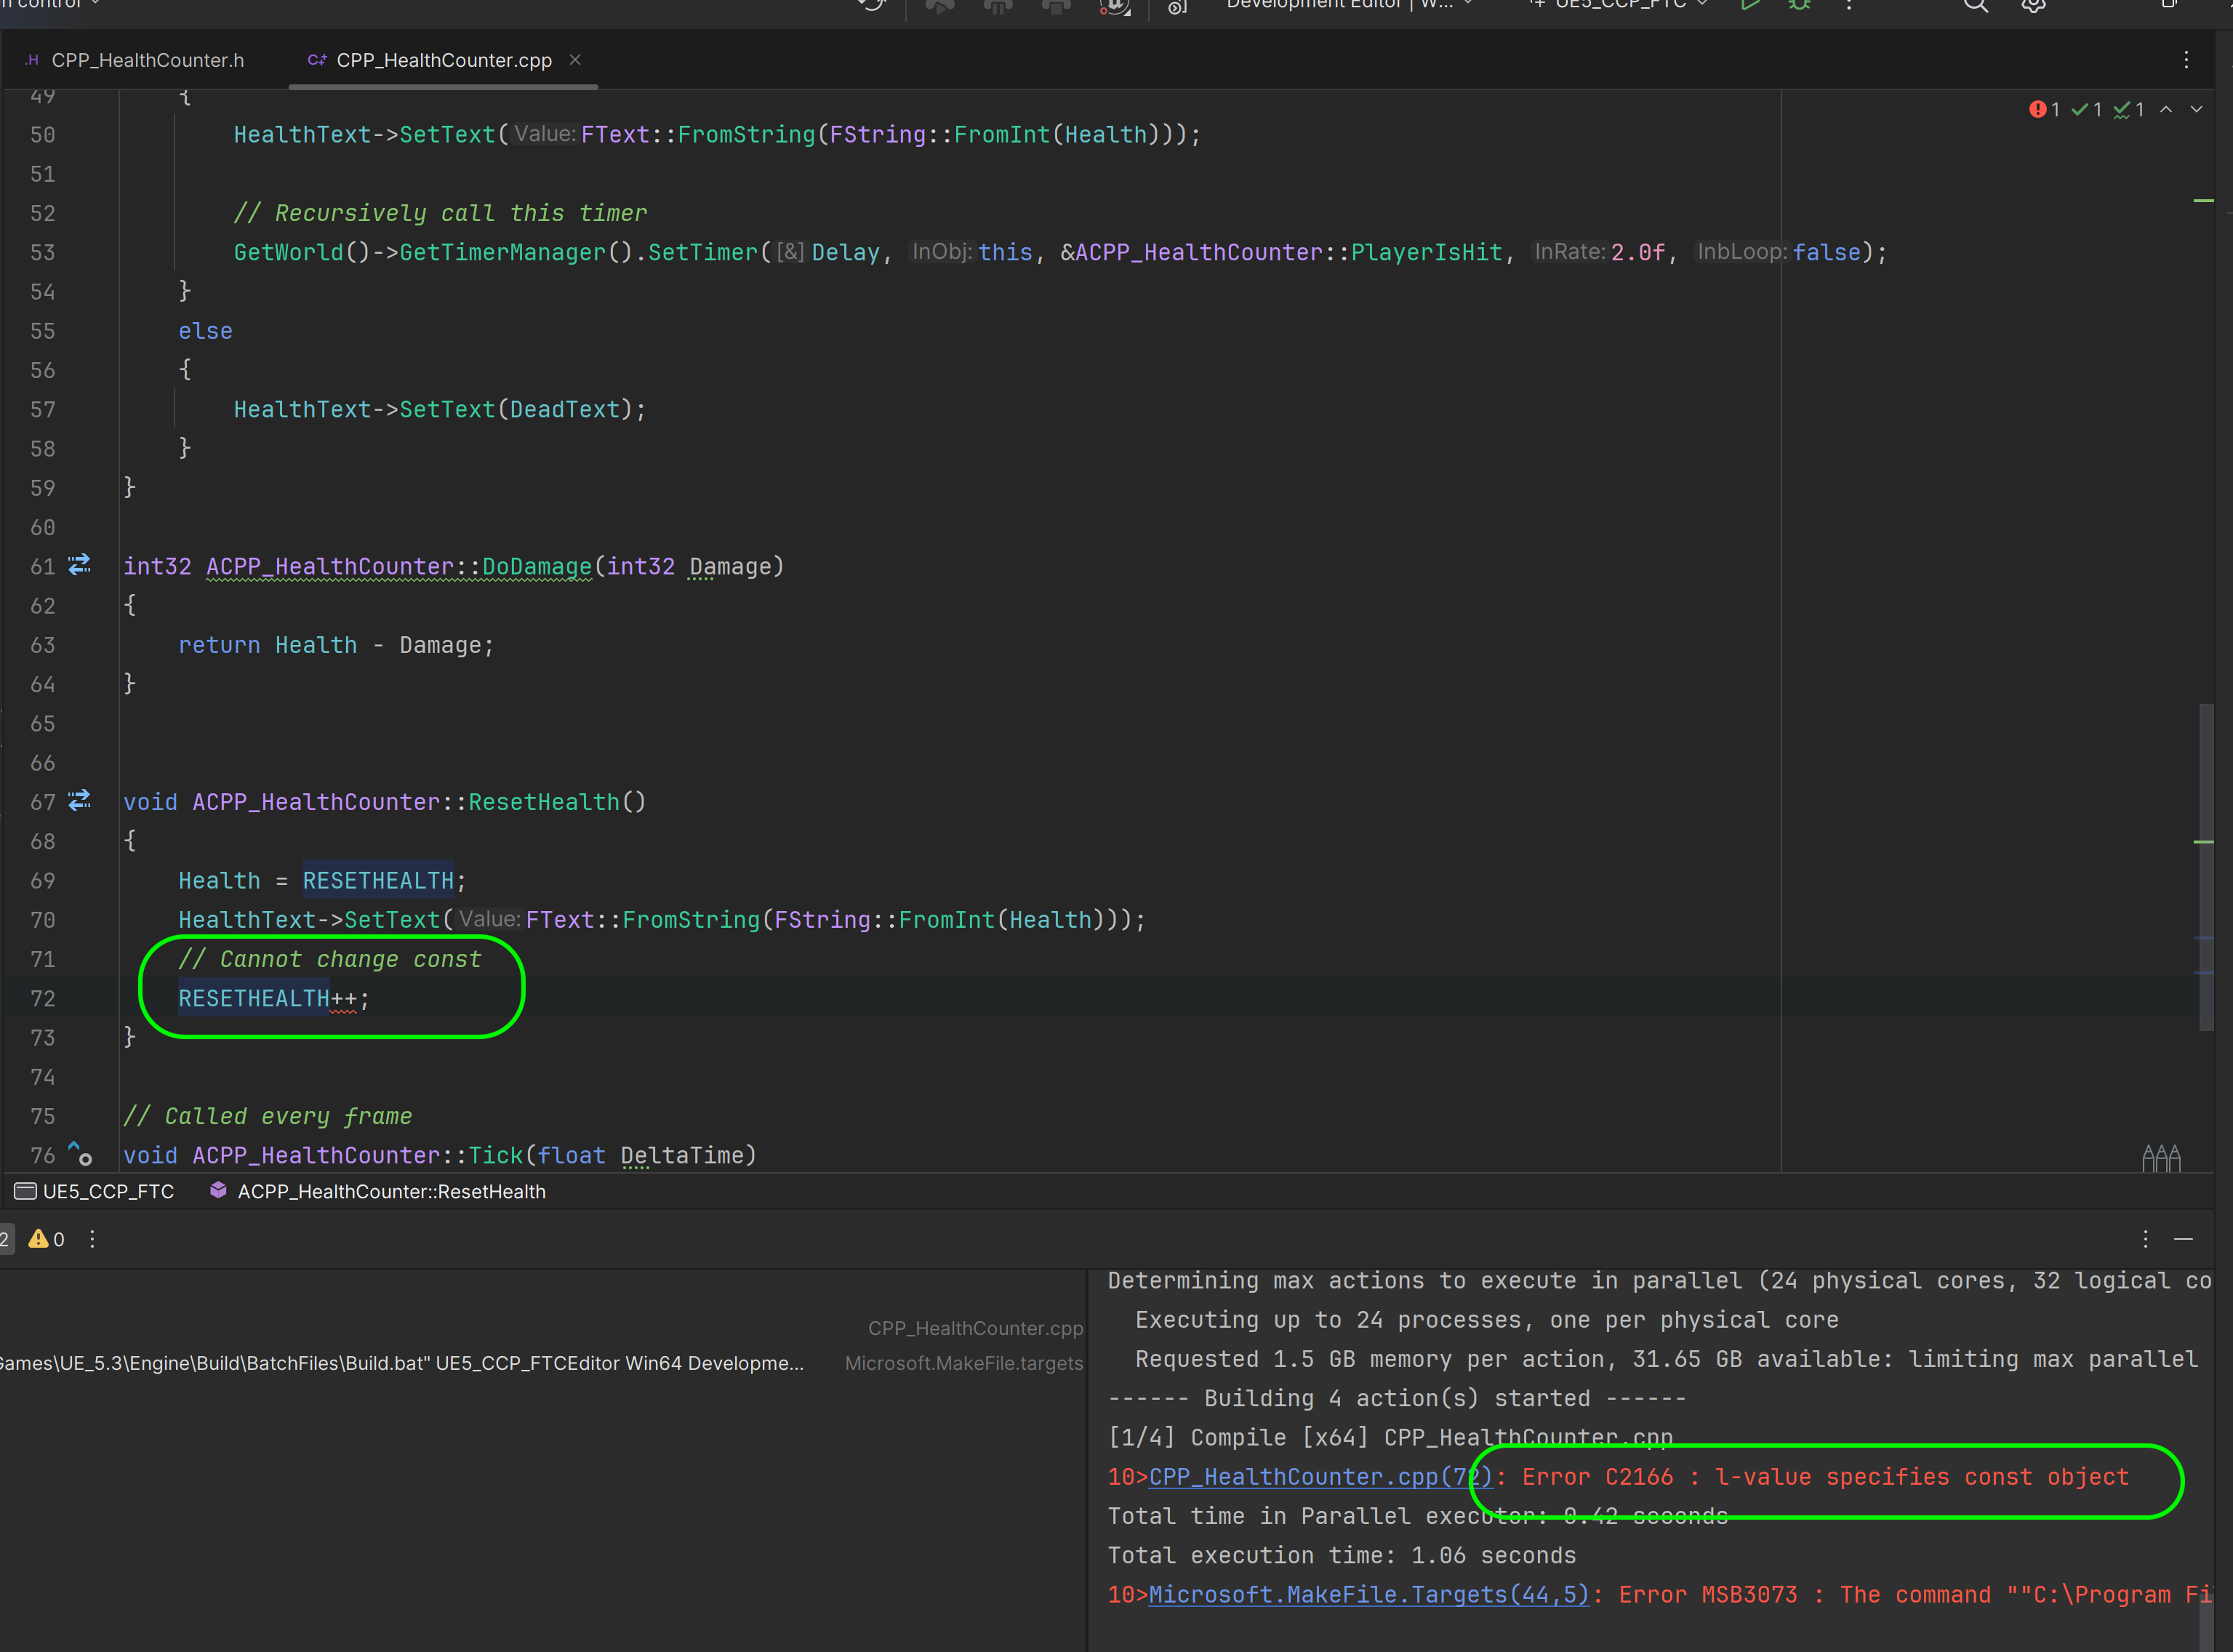 n control
Development Editor | W...
UE5_CCP_FTC
.H CPP_HealthCounter.h
C++ CPP_HealthCounter.cpp
1 1 1
49 {
50 HealthText->SetText(Value:FText::FromString(FString::FromInt(Health)));
51
52 // Recursively call this timer
53 GetWorld()->GetTimerManager().SetTimer([&]Delay, InObj:this, &ACPP_HealthCounter::PlayerIsHit, InRate:2.0f, InbLoop:false);
54 }
55 else
56 {
57 HealthText->SetText(DeadText);
58 }
59 }
60
61 int32 ACPP_HealthCounter::DoDamage(int32 Damage)
62 {
63 return Health - Damage;
64 }
65
66
67 void ACPP_HealthCounter::ResetHealth()
68 {
69 Health = RESETHEALTH;
70 HealthText->SetText(Value:FText::FromString(FString::FromInt(Health)));
71 // Cannot change const
72 RESETHEALTH++;
73 }
74
75 // Called every frame
76 void ACPP_HealthCounter::Tick(float DeltaTime)
UE5_CCP_FTC ACPP_HealthCounter::ResetHealth
2 0
CPP_HealthCounter.cpp
Games\UE_5.3\Engine\Build\BatchFiles\Build.bat" UE5_CCP_FTCEditor Win64 Developme... Microsoft.MakeFile.targets
Determining max actions to execute in parallel (24 physical cores, 32 logical co
Executing up to 24 processes, one per physical core
Requested 1.5 GB memory per action, 31.65 GB available: limiting max parallel
------ Building 4 action(s) started ------
[1/4] Compile [x64] CPP_HealthCounter.cpp
10>CPP_HealthCounter.cpp(72): Error C2166 : l-value specifies const object
Total time in Parallel executor: 0.42 seconds
Total execution time: 1.06 seconds
10>Microsoft.MakeFile.Targets(44,5): Error MSB3073 : The command ""C:\Program Fi